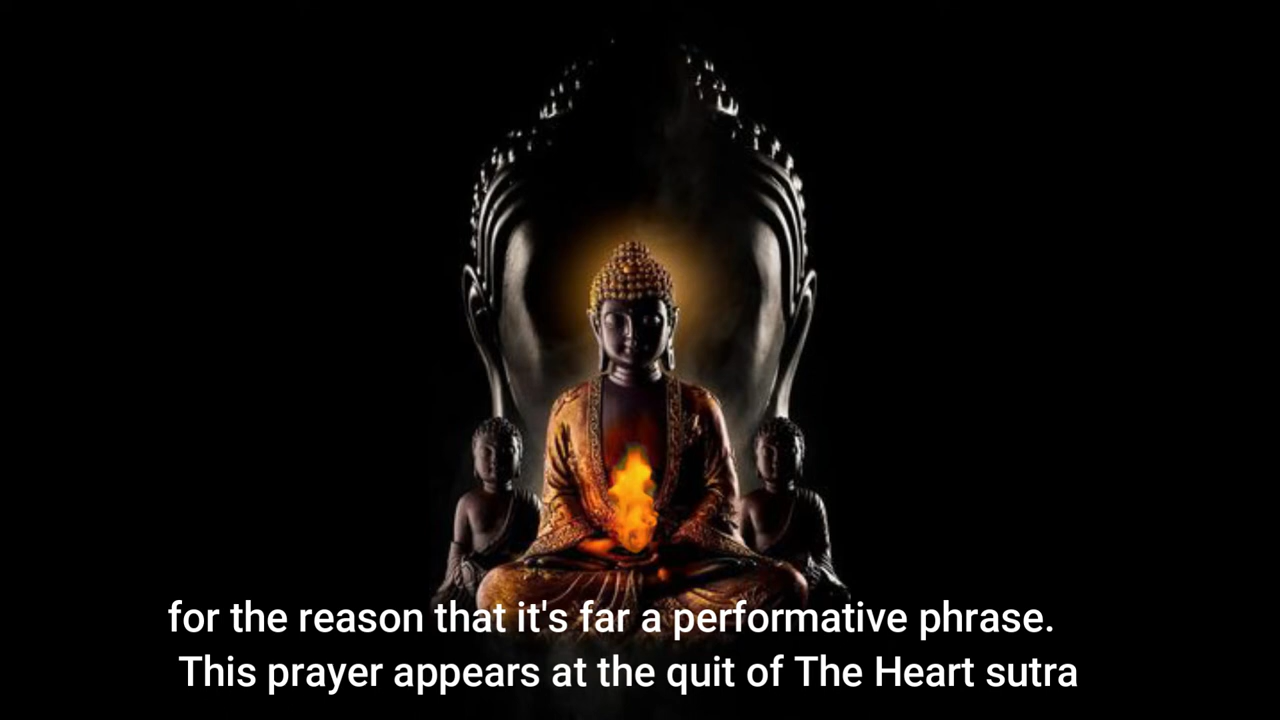 for the reason that it's far a performative phrase.
This prayer appears at the quit of The Heart sutra